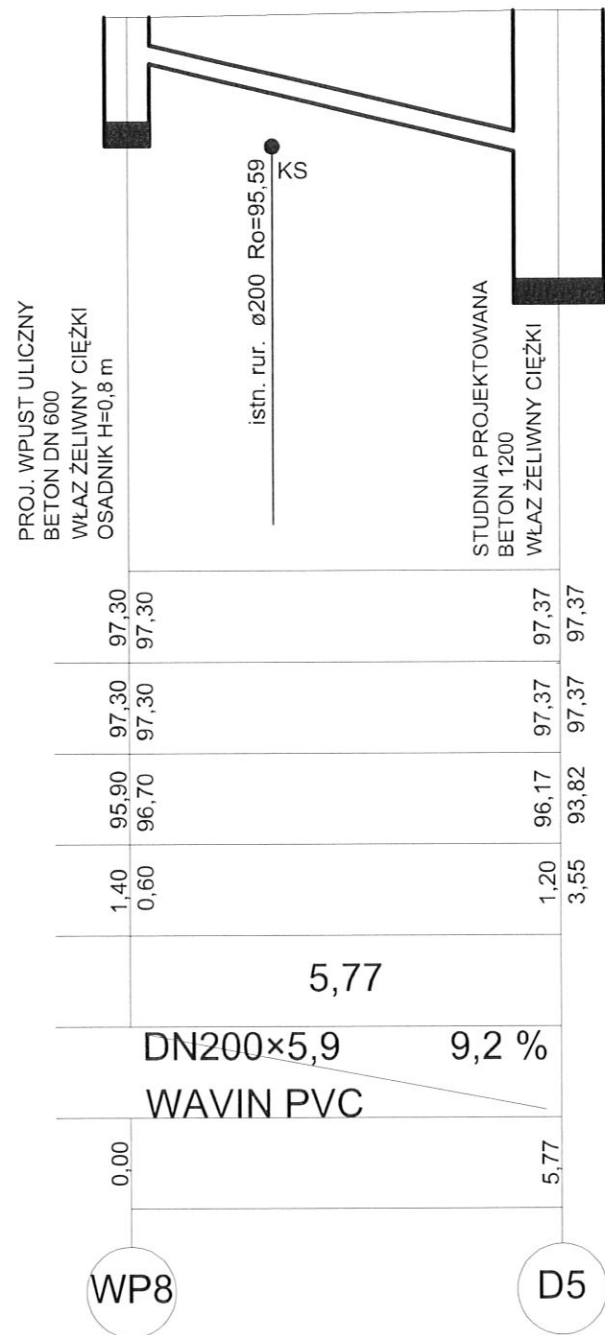 KS
istn. rur. ø200 Ro=95,59
PROJ. WPUST ULICZNY
BETON DN 600
WŁAZ ŻELIWNY CIĘŻKI
OSADNIK H=0,8 m
STUDNIA PROJEKTOWANA
BETON 1200
WŁAZ ŻELIWNY CIĘŻKI
97,30
97,30
97,37
97,37
97,30
97,30
97,37
97,37
95,90
96,70
96,17
93,82
1,40
0,60
1,20
3,55
5,77
DN200×5,9 9,2 %
WAVIN PVC
0,00
5,77
WP8
D5